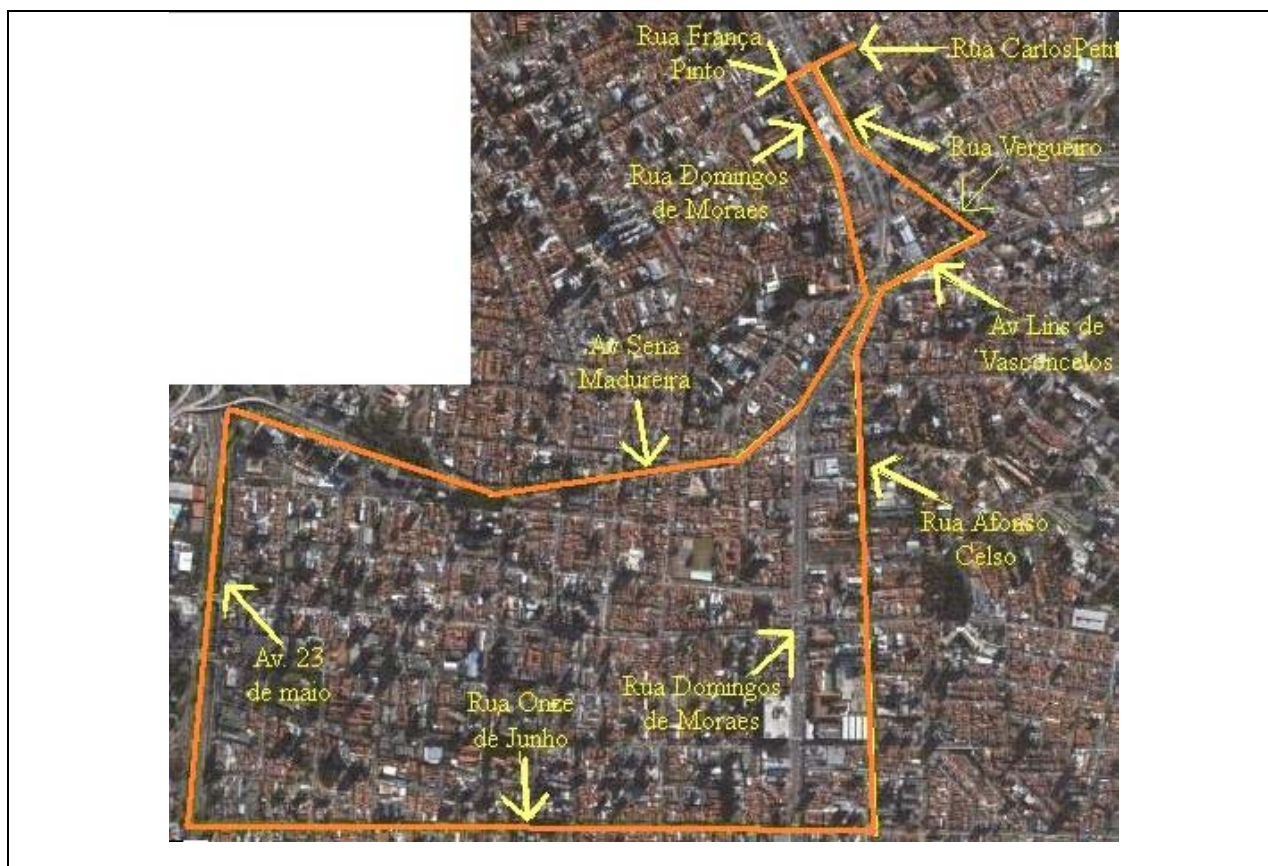 Rua França
Pinto
Rua CarlosPetit
Rua Vergueiro
Rua Domingos
de Moraes
Av Lins de
Vasconcelos
Av Sena
Madureira
Rua Afonso
Celso
Av. 23
de maio
Rua Domingos
de Moraes
Rua Onze
de Junho